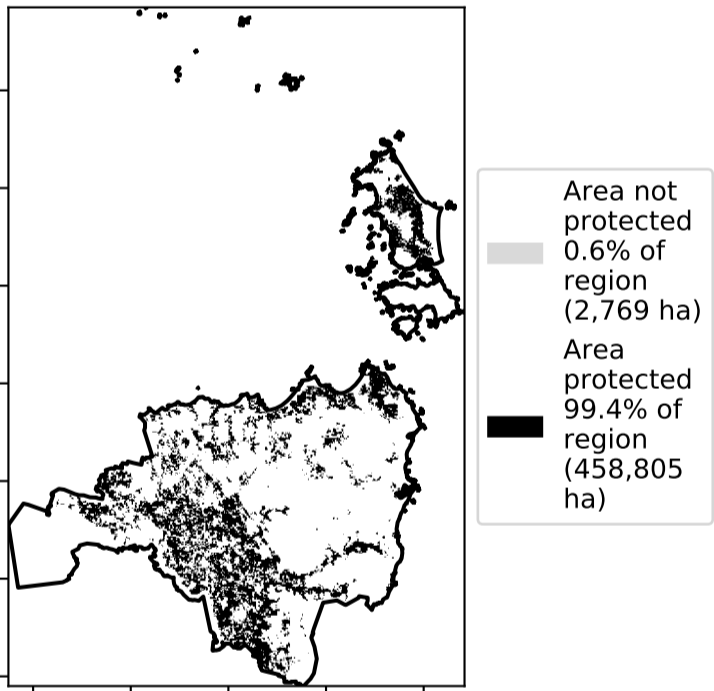 Area not
protected
0.6% of
region
(2,769 ha)
Area
protected
99.4% of
region
(458,805
ha)